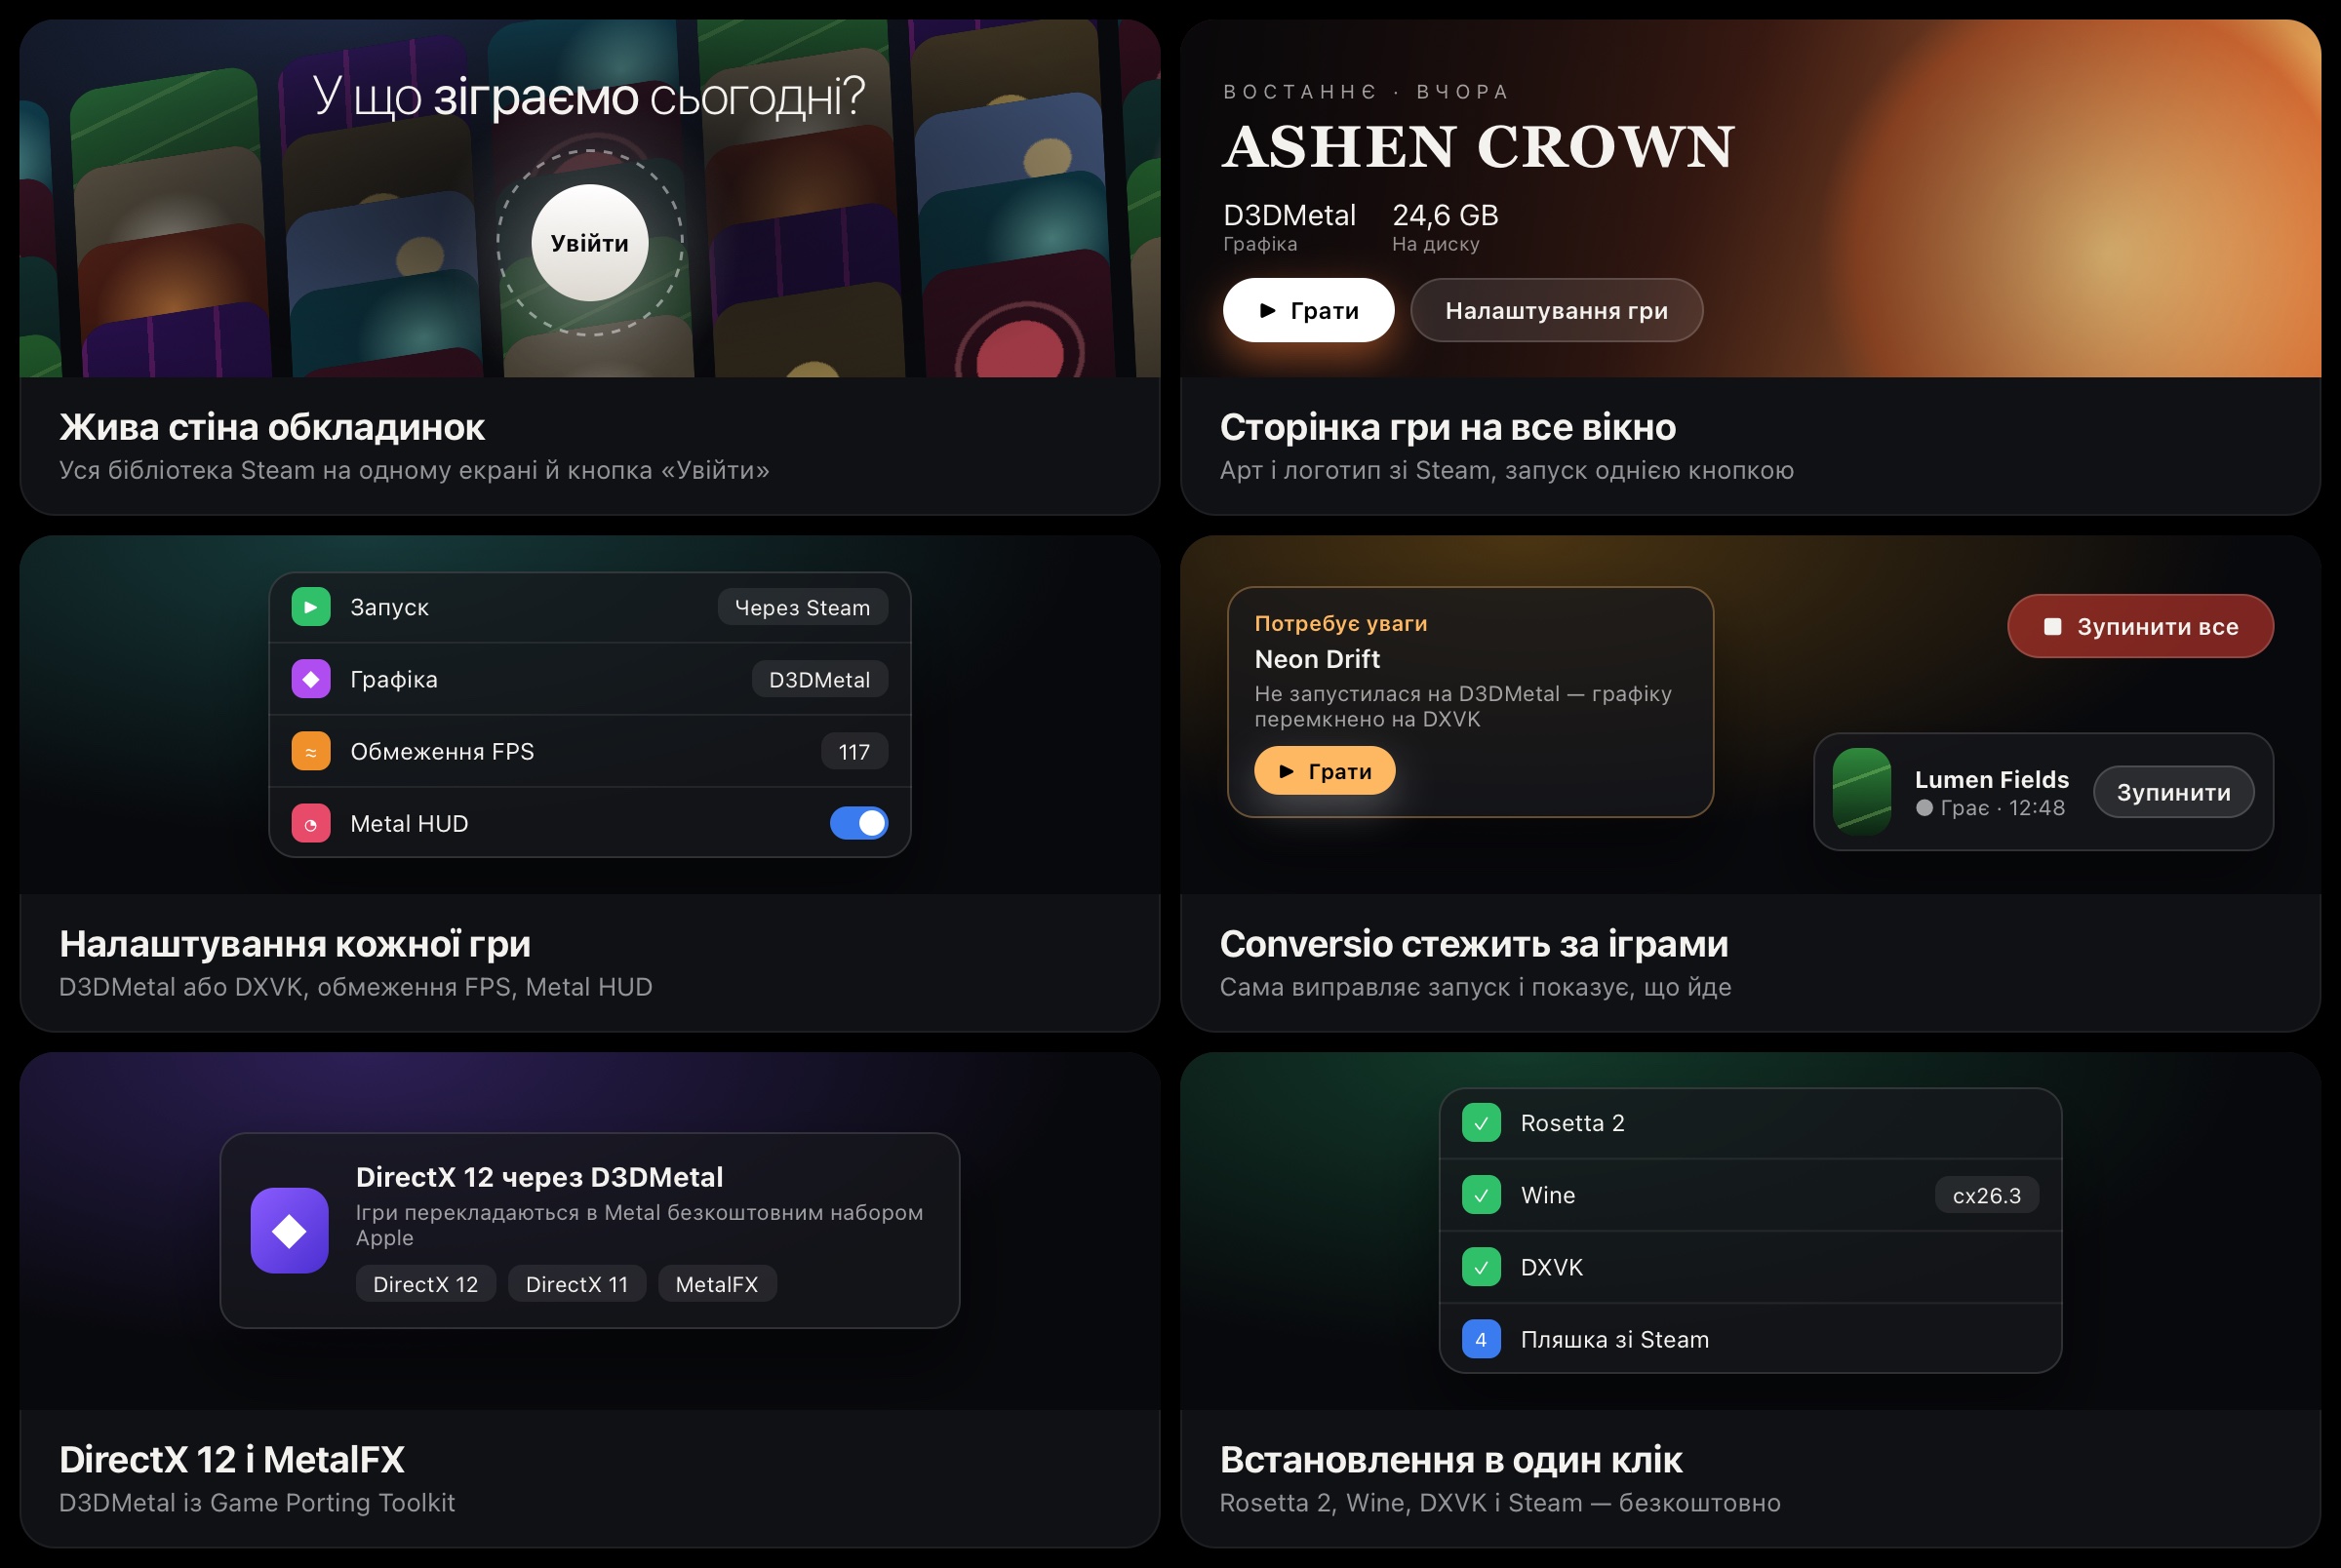 У що зіграємо сьогодні?
Увійти
Жива стіна обкладинок
Уся бібліотека Steam на одному екрані й кнопка «Увійти»
ВОСТАННЄ · ВЧОРА
ASHEN CROWN
D3DMetal 24,6 GB
Графіка На диску
Грати Налаштування гри
Сторінка гри на все вікно
Арт і логотип зі Steam, запуск однією кнопкою
Запуск Через Steam
Графіка D3DMetal
Обмеження FPS 117
Metal HUD
Налаштування кожної гри
D3DMetal або DXVK, обмеження FPS, Metal HUD
Потребує уваги
Neon Drift
Не запустилася на D3DMetal — графіку
перемкнено на DXVK
Грати
Зупинити все
Lumen Fields
Грає · 12:48
Зупинити
Conversio стежить за іграми
Сама виправляє запуск і показує, що йде
DirectX 12 через D3DMetal
Ігри перекладаються в Metal безкоштовним набором
Apple
DirectX 12 DirectX 11 MetalFX
DirectX 12 і MetalFX
D3DMetal із Game Porting Toolkit
Rosetta 2
Wine cx26.3
DXVK
4 Пляшка зі Steam
Встановлення в один клік
Rosetta 2, Wine, DXVK і Steam — безкоштовно